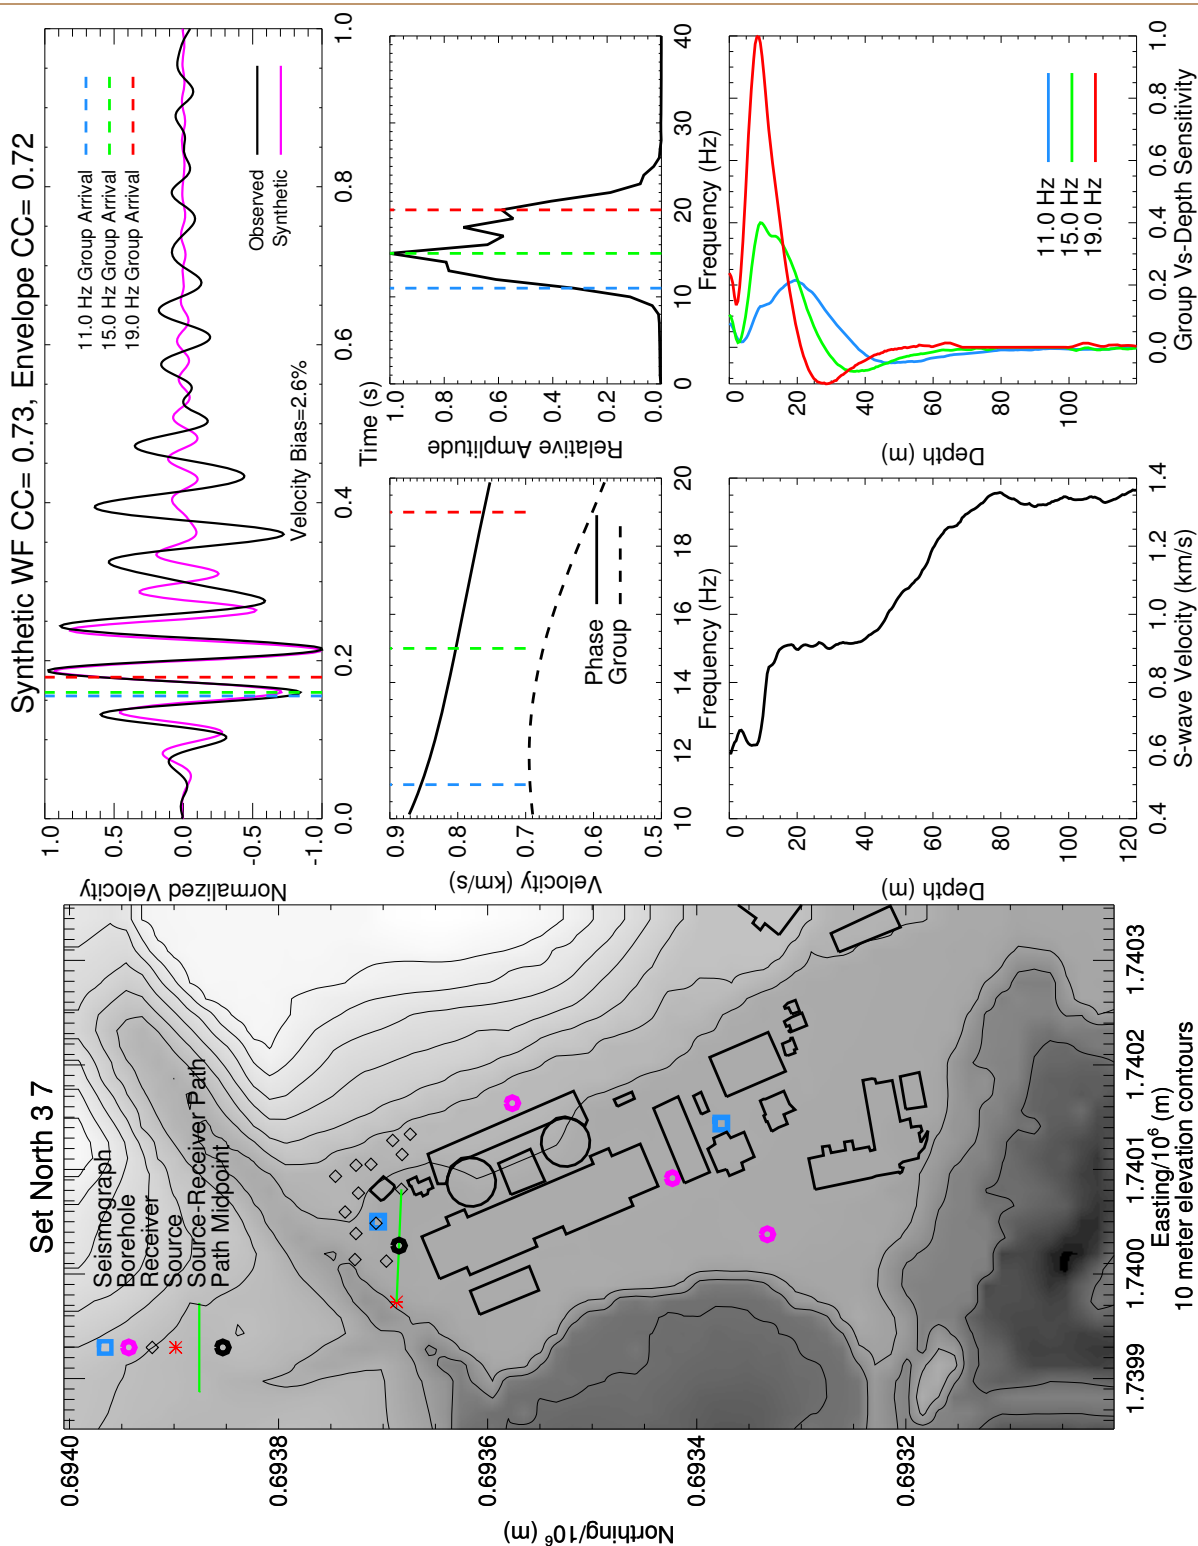 Set North 3 7
Seismograph
Borehole
Receiver
Source
Source-Receiver Path
Path Midpoint
0.6940
0.6938
0.6936
0.6934
0.6932
Northing/10⁶ (m)
1.7399
1.7400
1.7401
1.7402
1.7403
Easting/10⁶ (m)
10 meter elevation contours
Synthetic WF CC= 0.73, Envelope CC= 0.72
1.0
0.5
0.0
-0.5
-1.0
Normalized Velocity
11.0 Hz Group Arrival
15.0 Hz Group Arrival
19.0 Hz Group Arrival
Observed
Synthetic
Velocity Bias=2.6%
0.0
0.2
0.4
0.6
0.8
1.0
Time (s)
0.9
0.8
0.7
0.6
0.5
Velocity (km/s)
Phase
Group
10
12
14
16
18
20
Frequency (Hz)
1.0
0.8
0.6
0.4
0.2
0.0
Relative Amplitude
0
10
20
30
40
Frequency (Hz)
0
20
40
60
80
100
120
Depth (m)
0.4
0.6
0.8
1.0
1.2
1.4
S-wave Velocity (km/s)
0
20
40
60
80
100
Depth (m)
11.0 Hz
15.0 Hz
19.0 Hz
0.0
0.2
0.4
0.6
0.8
1.0
Group Vs-Depth Sensitivity